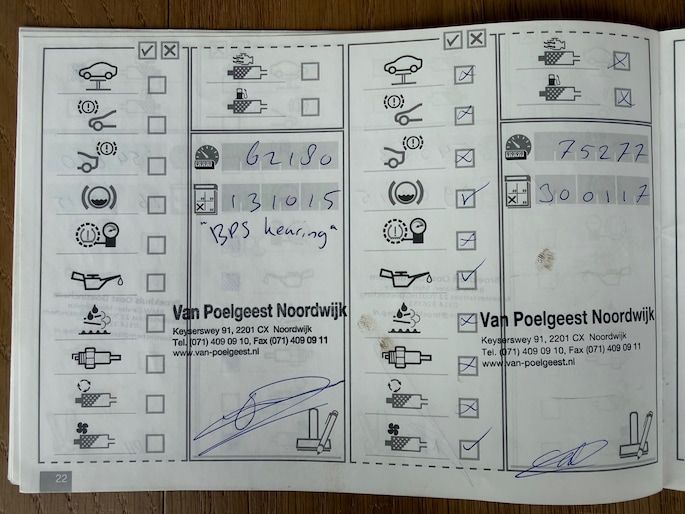 62180
131015
"BPS keuring"
Van Poelgeest Noordwijk
Keyserswey 91, 2201 CX Noordwijk
Tel. (071) 409 09 10, Fax (071) 409 09 11
www.van-poelgeest.nl
22
75277
300117
Van Poelgeest Noordwijk
Keyserswey 91, 2201 CX Noordwijk
Tel. (071) 409 09 10, Fax (071) 409 09 11
www.van-poelgeest.nl